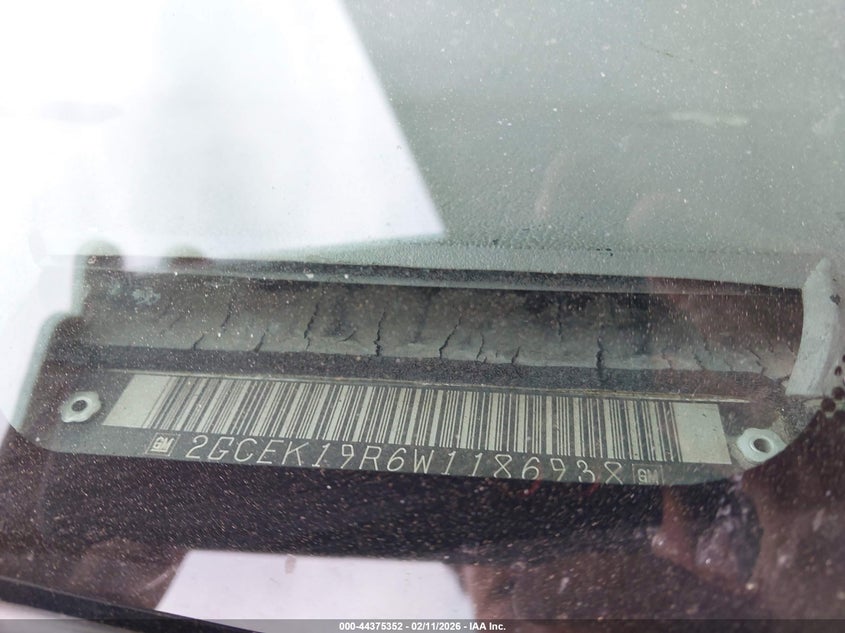 GM 2GCEK19R6W1186938 GM
000-44375352 - 02/11/2026 - IAA Inc.